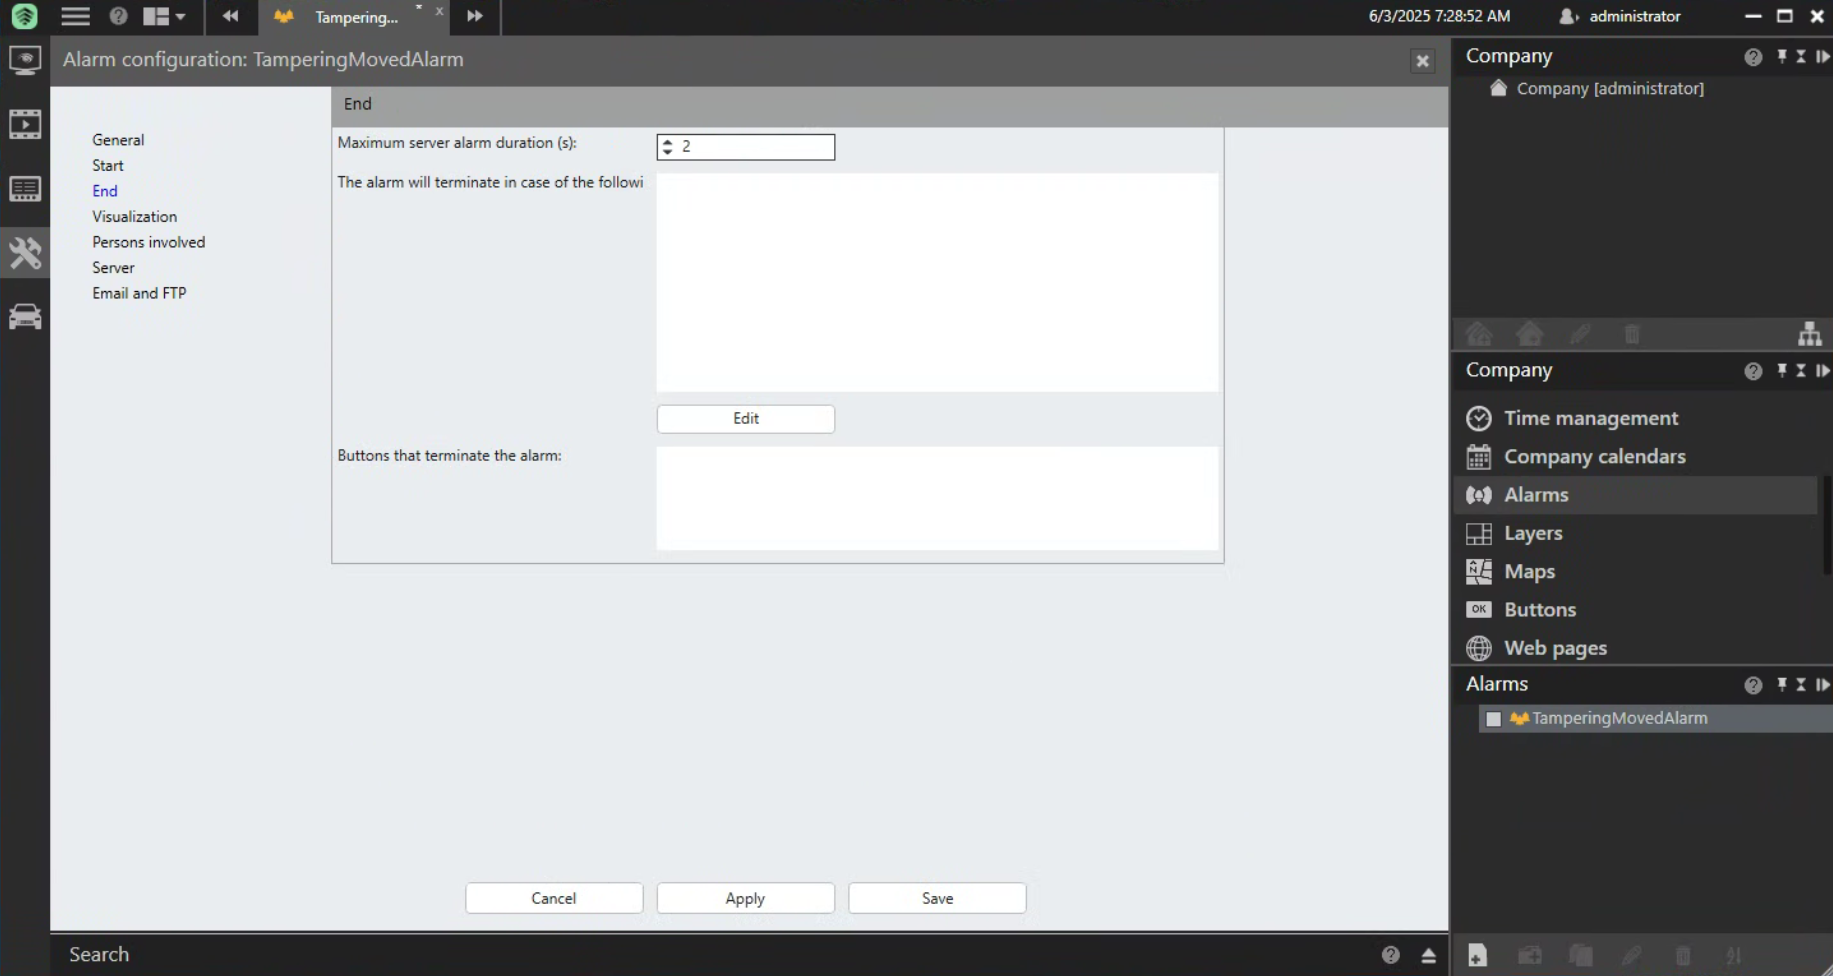 Tampering...
*
x
6/3/2025 7:28:52 AM
administrator
Alarm configuration: TamperingMovedAlarm
General
Start
End
Visualization
Persons involved
Server
Email and FTP
End
Maximum server alarm duration (s):
2
The alarm will terminate in case of the followi
Edit
Buttons that terminate the alarm:
Cancel
Apply
Save
Search
Company
Company [administrator]
Company
Time management
Company calendars
Alarms
Layers
Maps
OK
Buttons
Web pages
Alarms
TamperingMovedAlarm